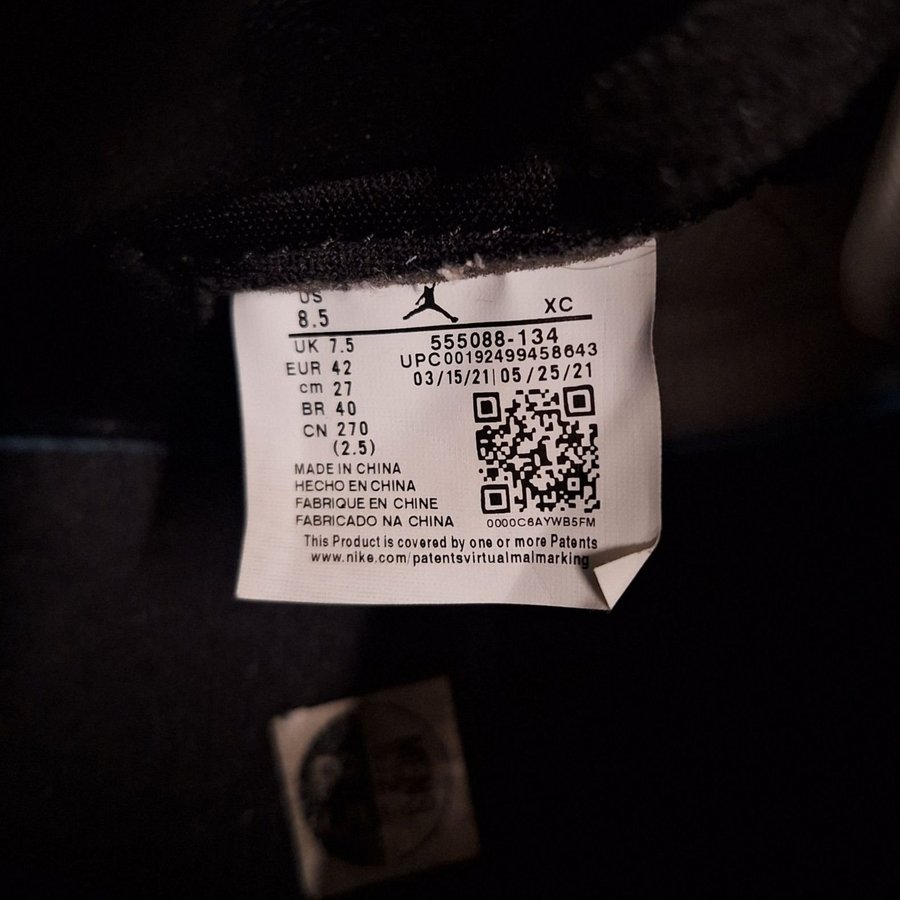 US
8.5
XC
UK 7.5
EUR 42
cm 27
BR 40
CN 270
(2.5)
555088-134
UPC00192499458643
03/15/21|05/25/21
MADE IN CHINA
HECHO EN CHINA
FABRIQUE EN CHINE
FABRICADO NA CHINA
0000C6AYWB5FM
This Product is covered by one or more Patents
www.nike.com/patentsvirtualmalmarking